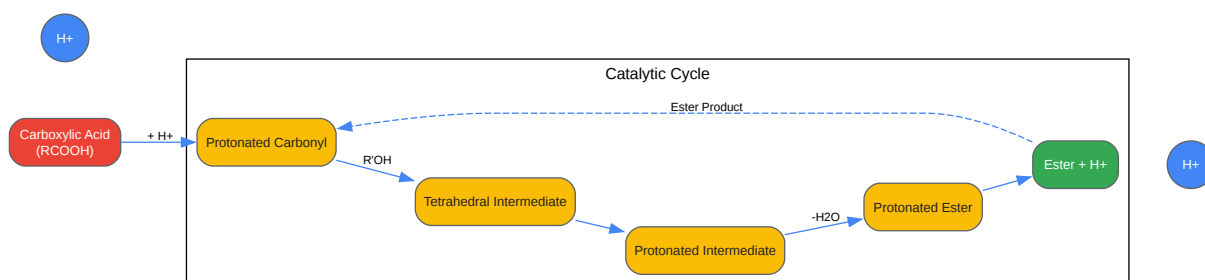 H+
Catalytic Cycle
Ester Product
Carboxylic Acid
(RCOOH)
+ H+
Protonated Carbonyl
R'OH
Tetrahedral Intermediate
Protonated Intermediate
-H2O
Protonated Ester
Ester + H+
H+